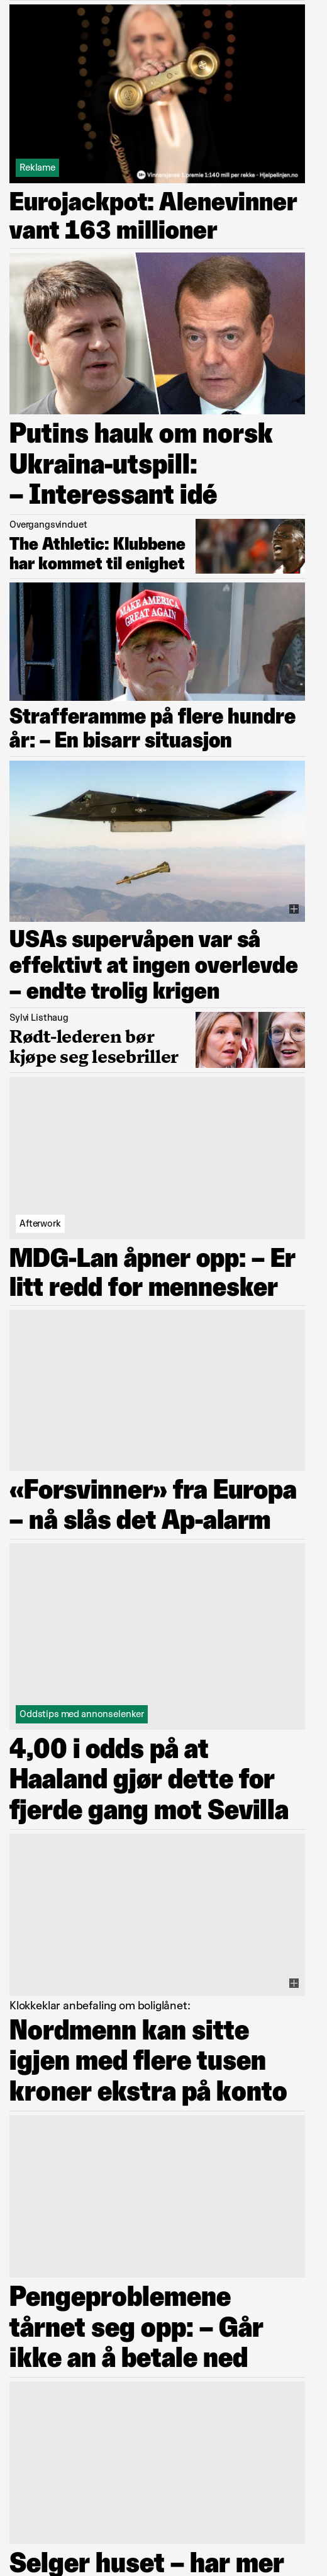 Reklame
Vinnersjanse 1. premie 1:140 mill per rekke - Hjelpelinjen.no
Eurojackpot: Alenevinner
vant 163 millioner
Putins hauk om norsk
Ukraina-utspill:
– Interessant idé
Overgangsvinduet
The Athletic: Klubbene
har kommet til enighet
MAKE AMERICA
GREAT AGAIN
Strafferamme på flere hundre
år: – En bisarr situasjon
USAs supervåpen var så
effektivt at ingen overlevde
– endte trolig krigen
Sylvi Listhaug
Rødt-lederen bør
kjøpe seg lesebriller
Afterwork
MDG-Lan åpner opp: – Er
litt redd for mennesker
«Forsvinner» fra Europa
– nå slås det Ap-alarm
Oddstips med annonselenker
4,00 i odds på at
Haaland gjør dette for
fjerde gang mot Sevilla
Klokkeklar anbefaling om boliglånet:
Nordmenn kan sitte
igjen med flere tusen
kroner ekstra på konto
Pengeproblemene
tårnet seg opp: – Går
ikke an å betale ned
Selger huset – har mer